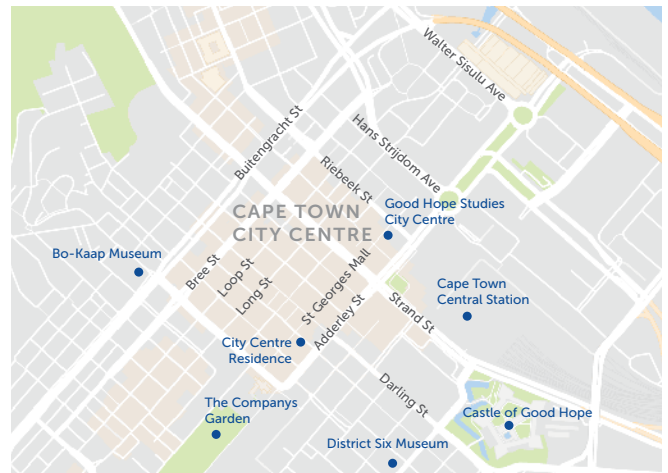 Walter Sisulu Ave
Buitengracht St
Hans Strijdom Ave
Riebeek St
Good Hope Studies
City Centre
CAPE TOWN
CITY CENTRE
Bo-Kaap Museum
Bree St
Loop St
Long St
St Georges Mall
Adderley St
Strand St
Cape Town
Central Station
City Centre
Residence
Darling St
The Companys
Garden
Castle of Good Hope
District Six Museum